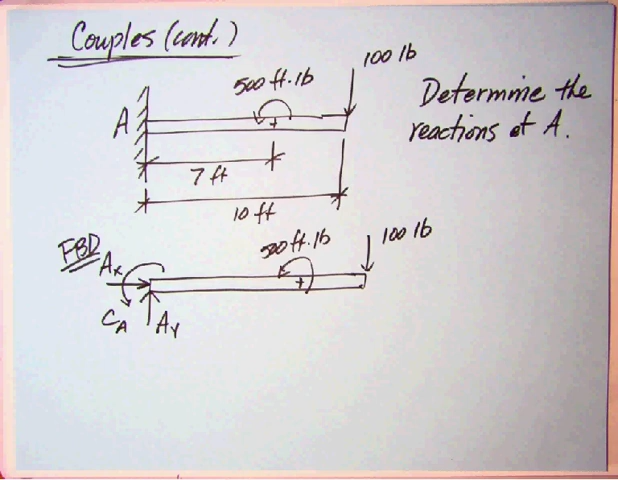 Couples (cont.)
100 lb
500 ft.lb
Determine the
reactions at A.
A
7 ft
10 ft
FBD
Ax
500 ft.lb
100 lb
CA
Ay